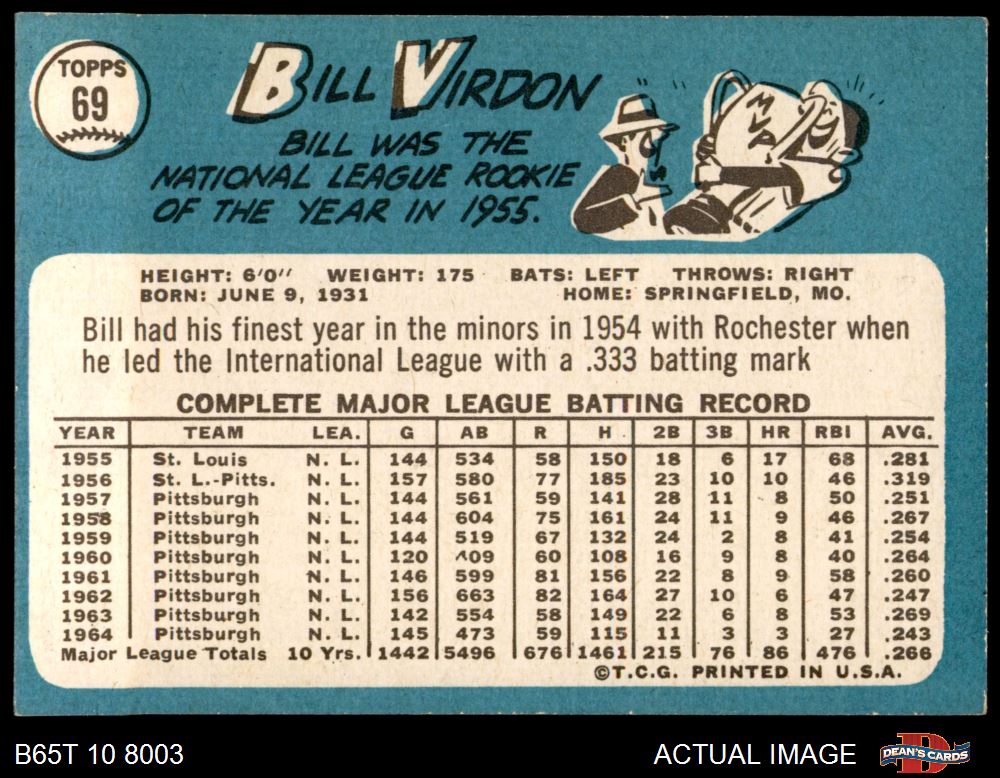 TOPPS
69
BILL VIRDON
BILL WAS THE
NATIONAL LEAGUE ROOKIE
OF THE YEAR IN 1955.
MVP
HEIGHT: 6'0" WEIGHT: 175 BATS: LEFT THROWS: RIGHT
BORN: JUNE 9, 1931 HOME: SPRINGFIELD, MO.
Bill had his finest year in the minors in 1954 with Rochester when
he led the International League with a .333 batting mark
COMPLETE MAJOR LEAGUE BATTING RECORD
YEAR TEAM LEA. G AB R H 2B 3B HR RBI AVG.
1955 St. Louis N. L. 144 534 58 150 18 6 17 68 .281
1956 St. L.-Pitts. N. L. 157 580 77 185 23 10 10 46 .319
1957 Pittsburgh N. L. 144 561 59 141 28 11 8 50 .251
1958 Pittsburgh N. L. 144 604 75 161 24 11 9 46 .267
1959 Pittsburgh N. L. 144 519 67 132 24 2 8 41 .254
1960 Pittsburgh N. L. 120 409 60 108 16 9 8 40 .264
1961 Pittsburgh N. L. 146 599 81 156 22 8 9 58 .260
1962 Pittsburgh N. L. 156 663 82 164 27 10 6 47 .247
1963 Pittsburgh N. L. 142 554 58 149 22 6 8 53 .269
1964 Pittsburgh N. L. 145 473 59 115 11 3 3 27 .243
Major League Totals 10 Yrs. 1442 5496 676 1461 215 76 86 476 .266
©T.C.G. PRINTED IN U.S.A.
B65T 10 8003
ACTUAL IMAGE
DEAN'S CARDS